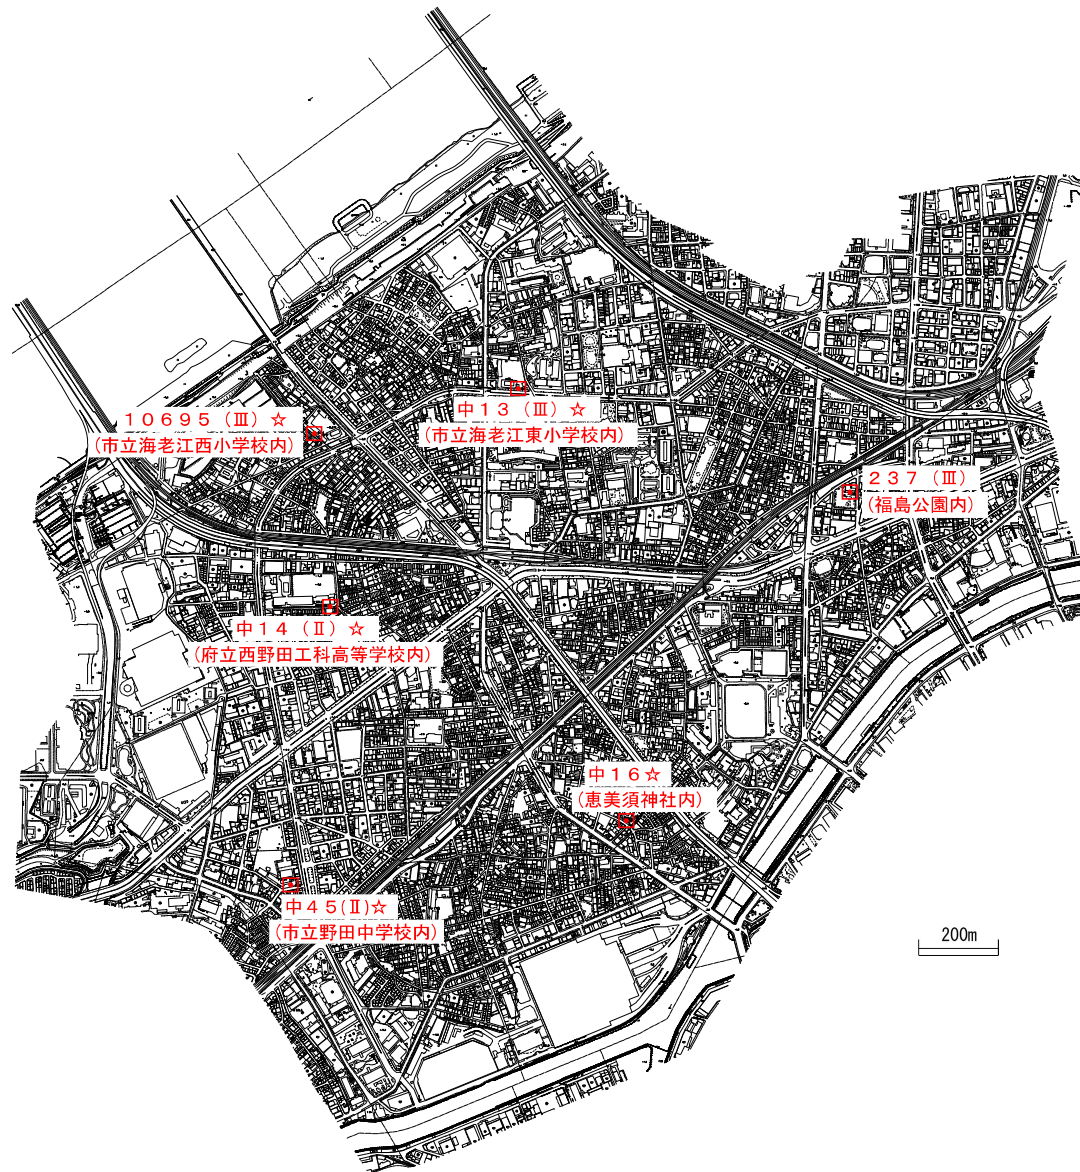 中１３（Ⅲ）☆
(市立海老江東小学校内)
１０６９５（Ⅲ）☆
(市立海老江西小学校内)
２３７（Ⅲ）
(福島公園内)
中１４（Ⅱ）☆
(府立西野田工科高等学校内)
中１６☆
(恵美須神社内)
中４５(Ⅱ)☆
(市立野田中学校内)
200m